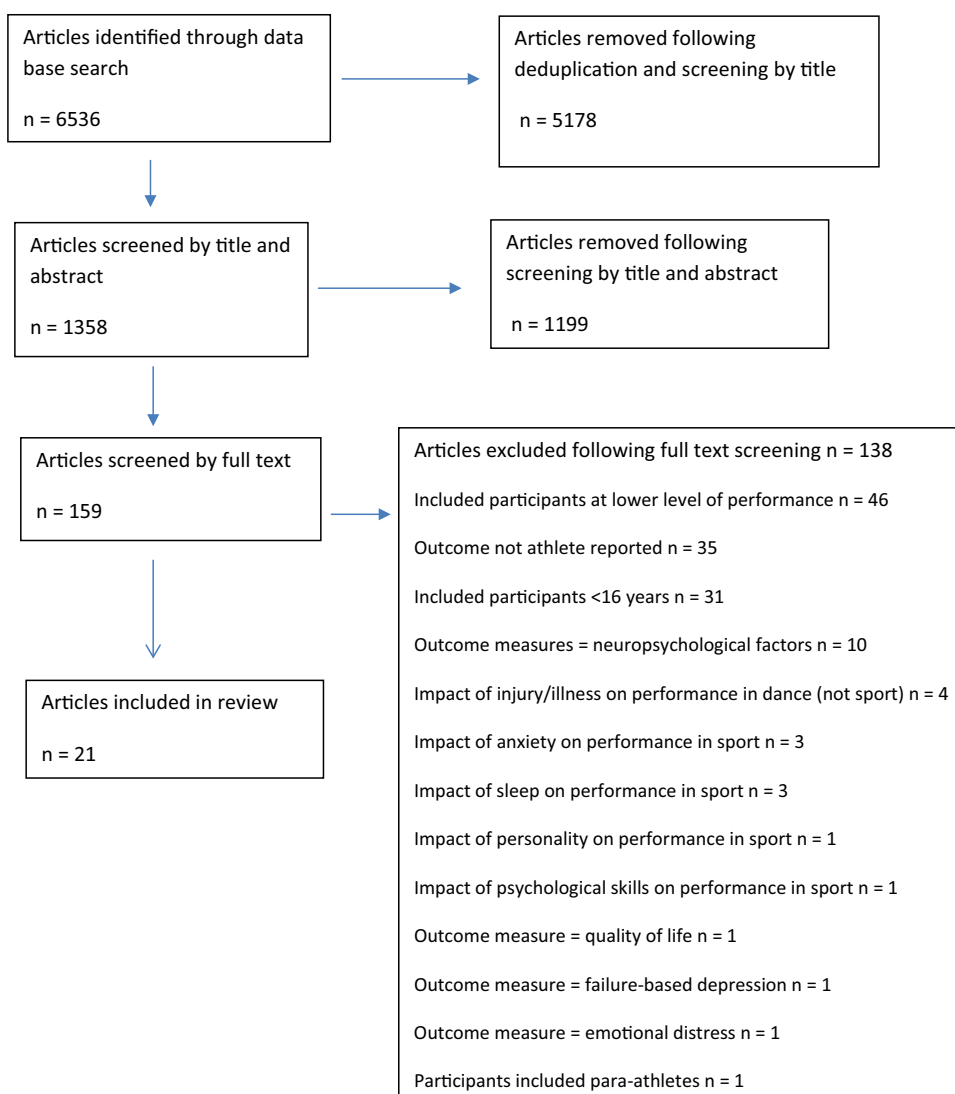 Articles identified through data
base search
n = 6536
Articles removed following
deduplication and screening by title
n = 5178
Articles screened by title and
abstract
n = 1358
Articles removed following
screening by title and abstract
n = 1199
Articles screened by full text
n = 159
Articles excluded following full text screening n = 138
Included participants at lower level of performance n = 46
Outcome not athlete reported n = 35
Included participants <16 years n = 31
Outcome measures = neuropsychological factors n = 10
Impact of injury/illness on performance in dance (not sport) n = 4
Impact of anxiety on performance in sport n = 3
Impact of sleep on performance in sport n = 3
Impact of personality on performance in sport n = 1
Impact of psychological skills on performance in sport n = 1
Outcome measure = quality of life n = 1
Outcome measure = failure-based depression n = 1
Outcome measure = emotional distress n = 1
Participants included para-athletes n = 1
Articles included in review
n = 21